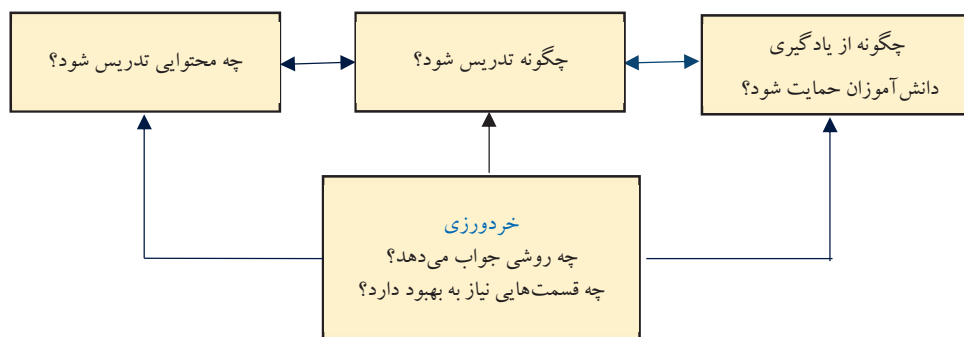 چگونه از یادگیری
دانش‌آموزان حمایت شود؟
چگونه تدریس شود؟
چه محتوایی تدریس شود؟
خردورزی
چه روشی جواب می‌دهد؟
چه قسمت‌هایی نیاز به بهبود دارد؟